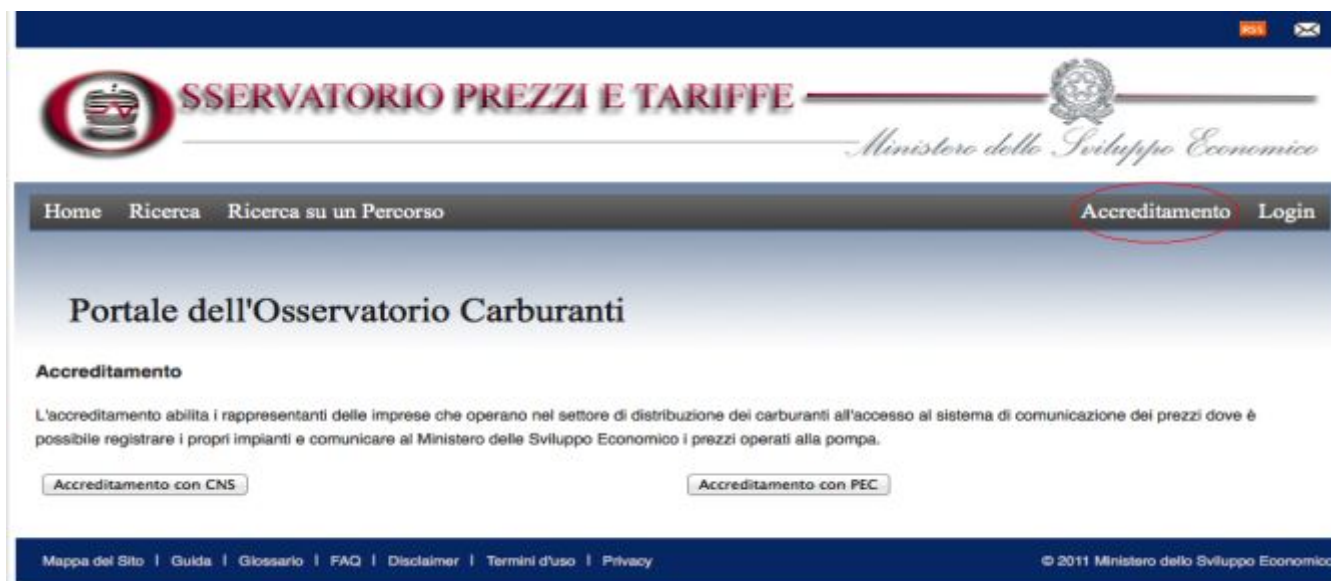 RSS
OSSERVATORIO PREZZI E TARIFFE
Ministero dello Sviluppo Economico
Home Ricerca Ricerca su un Percorso Accreditamento Login
Portale dell'Osservatorio Carburanti
Accreditamento
L'accreditamento abilita i rappresentanti delle imprese che operano nel settore di distribuzione dei carburanti all'accesso al sistema di comunicazione dei prezzi dove è
possibile registrare i propri impianti e comunicare al Ministero delle Sviluppo Economico i prezzi operati alla pompa.
Accreditamento con CNS Accreditamento con PEC
Mappa del Sito | Guida | Glossario | FAQ | Disclaimer | Termini d'uso | Privacy © 2011 Ministero dello Sviluppo Economico